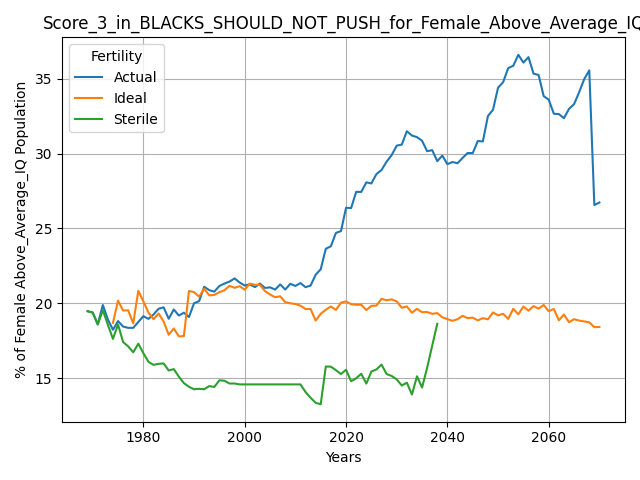 Score_3_in_BLACKS_SHOULD_NOT_PUSH_for_Female_Above_Average_IQ
Fertility
Actual
Ideal
Sterile
% of Female Above_Average_IQ Population
35
30
25
20
15
1980
2000
2020
2040
2060
Years